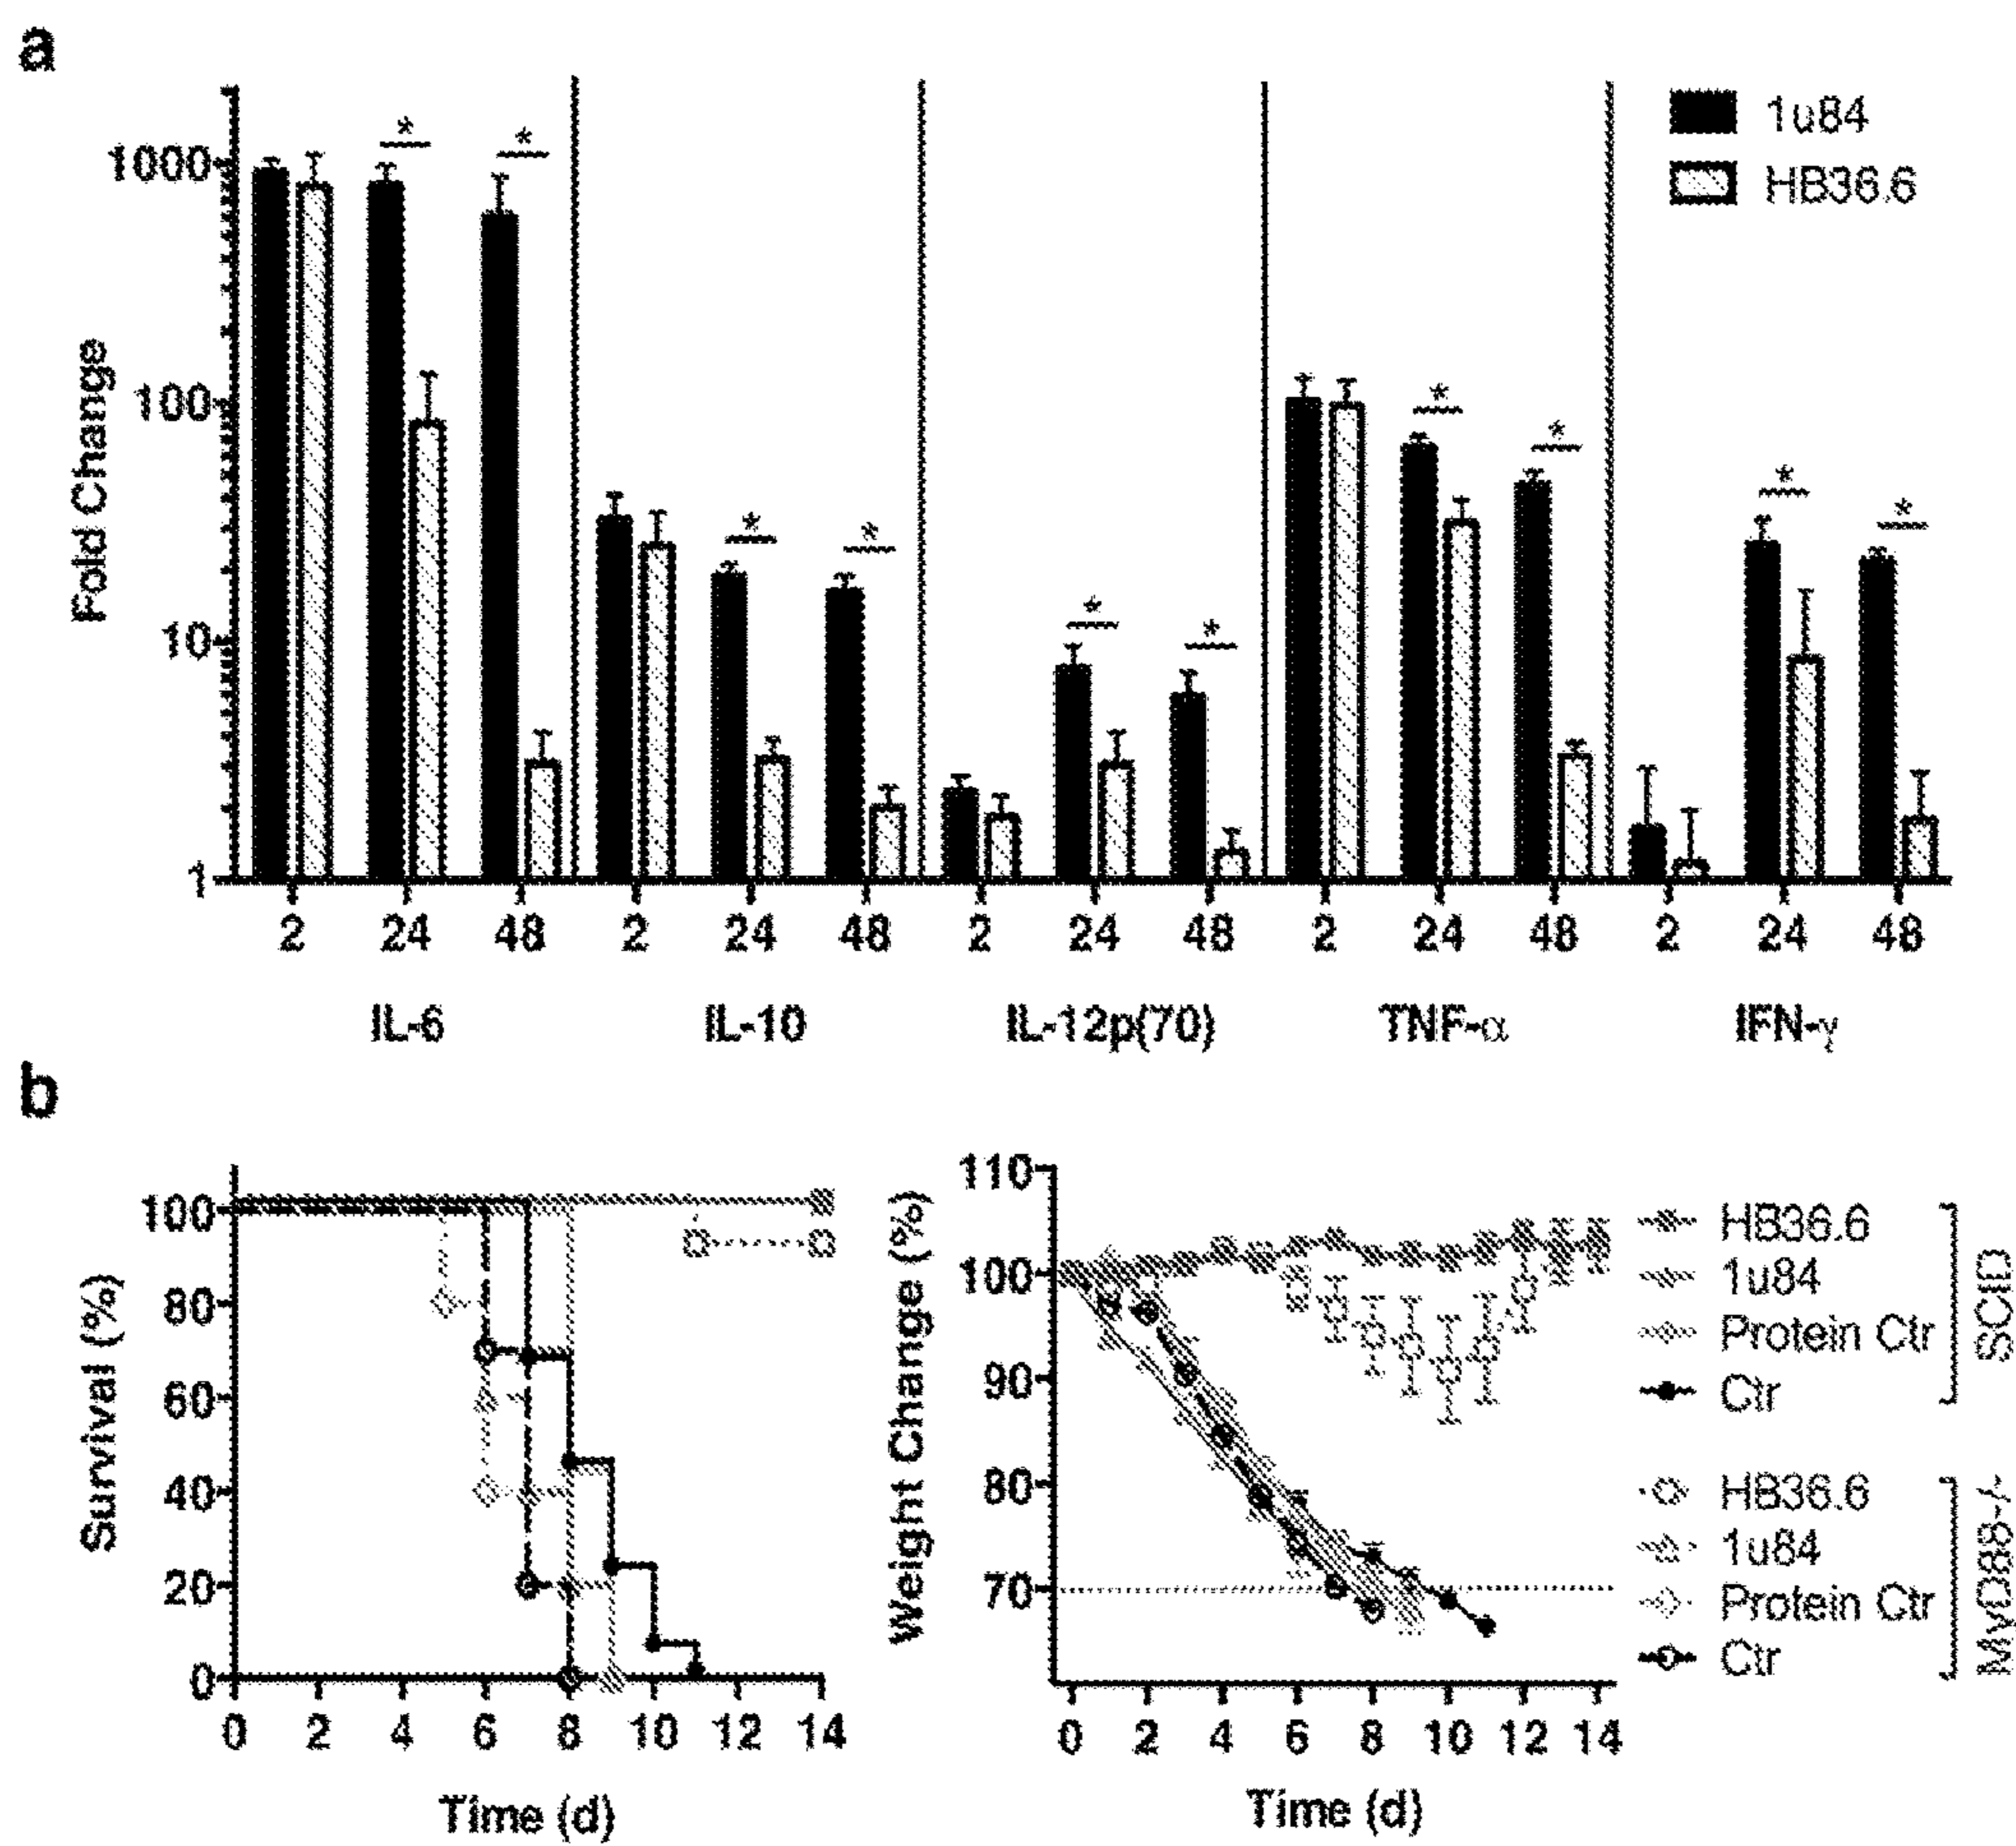 a
1u84
HB36.6
Fold Change
1000
100
10
1
* * * * * * * * * *
2 24 48 2 24 48 2 24 48 2 24 48 2 24 48
IL-6 IL-10 IL-12p(70) TNF-α IFN-γ
b
Survival (%)
100
80
60
40
20
0
0 2 4 6 8 10 12 14
Time (d)
Weight Change (%)
110
100
90
80
70
0 2 4 6 8 10 12 14
Time (d)
HB36.6
1u84
Protein Ctr
Ctr
SCID
HB36.6
1u84
Protein Ctr
Ctr
MyD88-/-